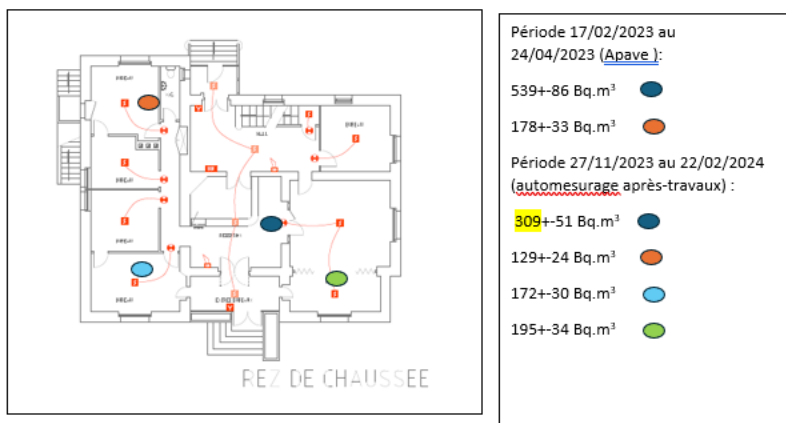 REZ DE CHAUSSEE
Période 17/02/2023 au
24/04/2023 (Apave ):
539+-86 Bq.m³
178+-33 Bq.m³
Période 27/11/2023 au 22/02/2024
(automesurage après-travaux) :
309+-51 Bq.m³
129+-24 Bq.m³
172+-30 Bq.m³
195+-34 Bq.m³